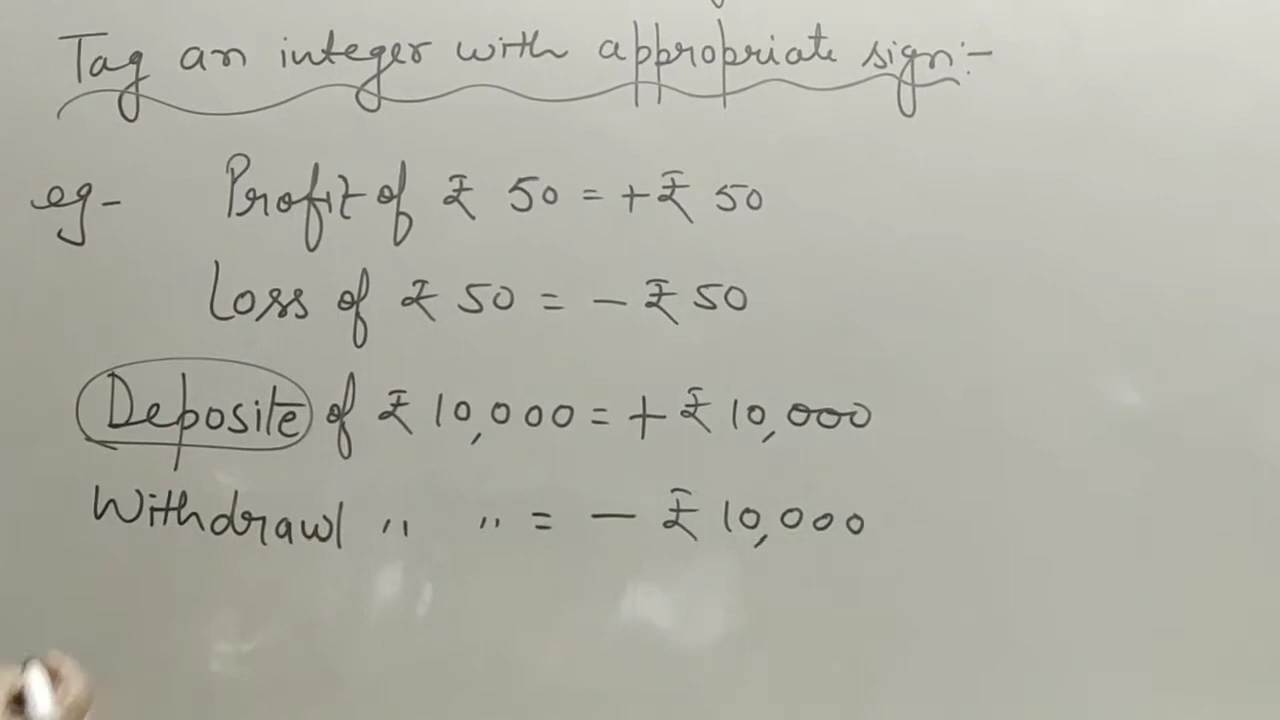 Tag an integer with appropriate sign:-
eg- Profit of ₹ 50 = +₹ 50
Loss of ₹ 50 = - ₹ 50
Deposite of ₹ 10,000 = + ₹ 10,000
Withdrawl " " = - ₹ 10,000